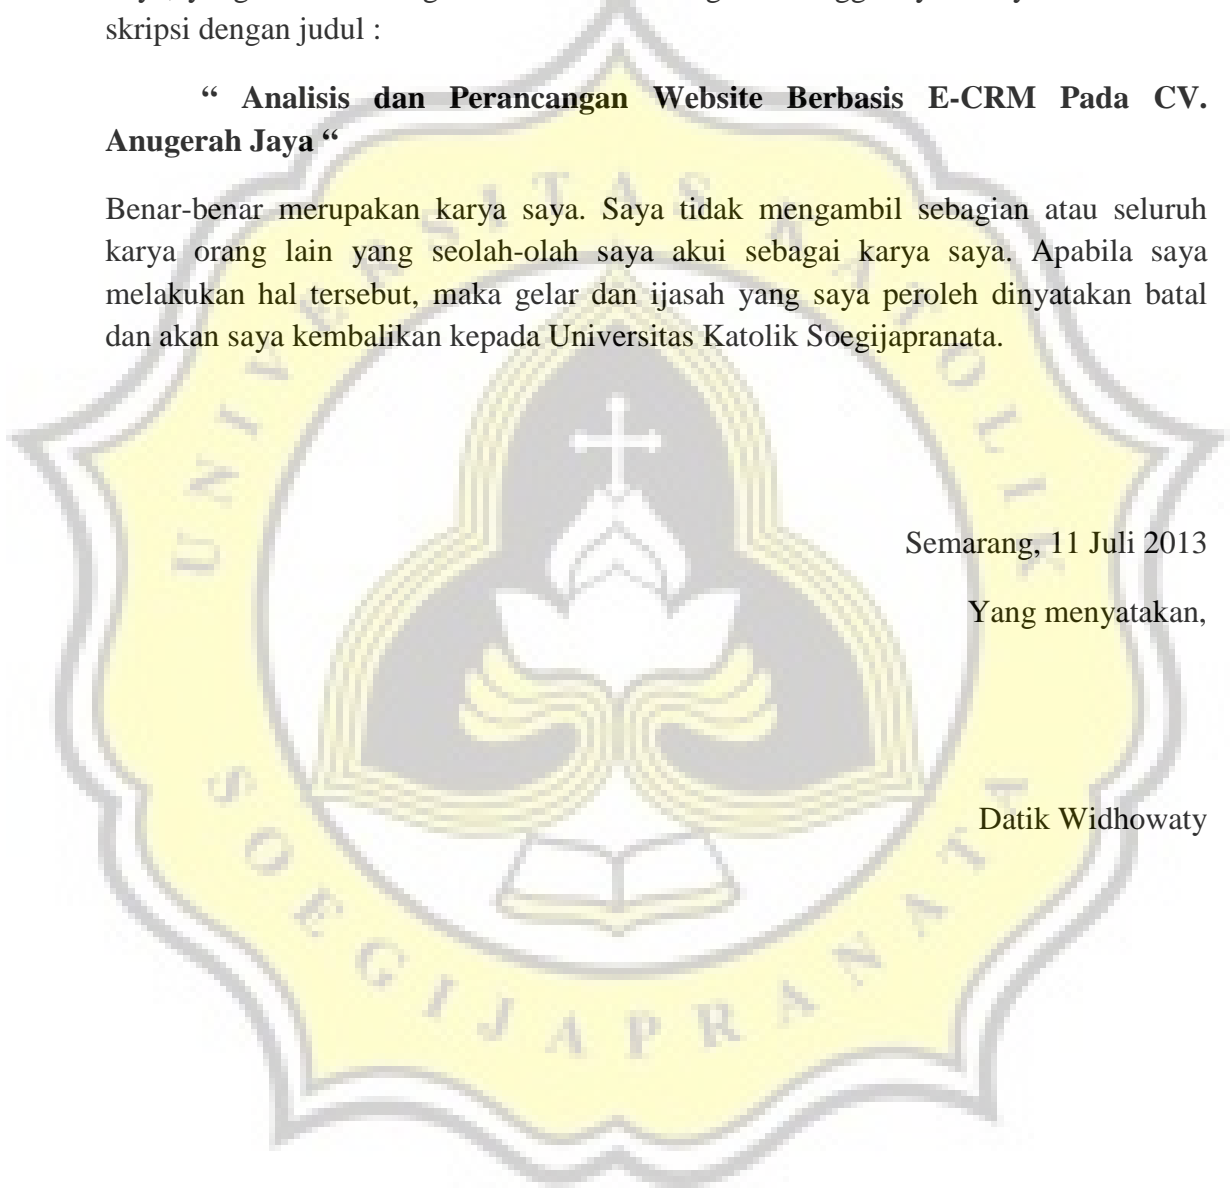 skripsi dengan judul :
“ Analisis dan Perancangan Website Berbasis E-CRM Pada CV.
Anugerah Jaya “
Benar-benar merupakan karya saya. Saya tidak mengambil sebagian atau seluruh
karya orang lain yang seolah-olah saya akui sebagai karya saya. Apabila saya
melakukan hal tersebut, maka gelar dan ijasah yang saya peroleh dinyatakan batal
dan akan saya kembalikan kepada Universitas Katolik Soegijapranata.
Semarang, 11 Juli 2013
Yang menyatakan,
Datik Widhowaty
UNIVERSITAS KATOLIK
SOEGIJAPRANATA